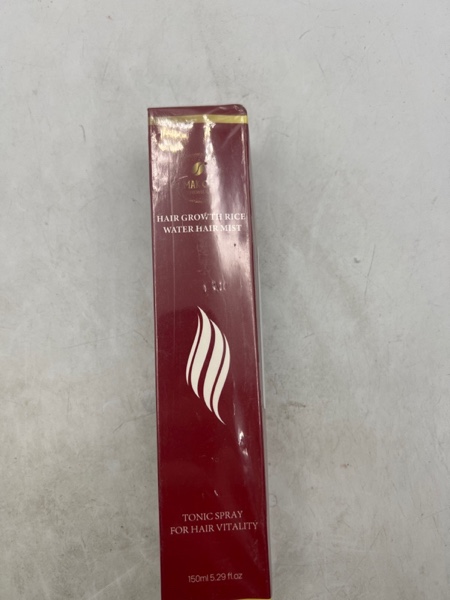 HAIR GROWTH RICE
WATER HAIR MIST
TONIC SPRAY
FOR HAIR VITALITY
150ml 5.29 fl.oz